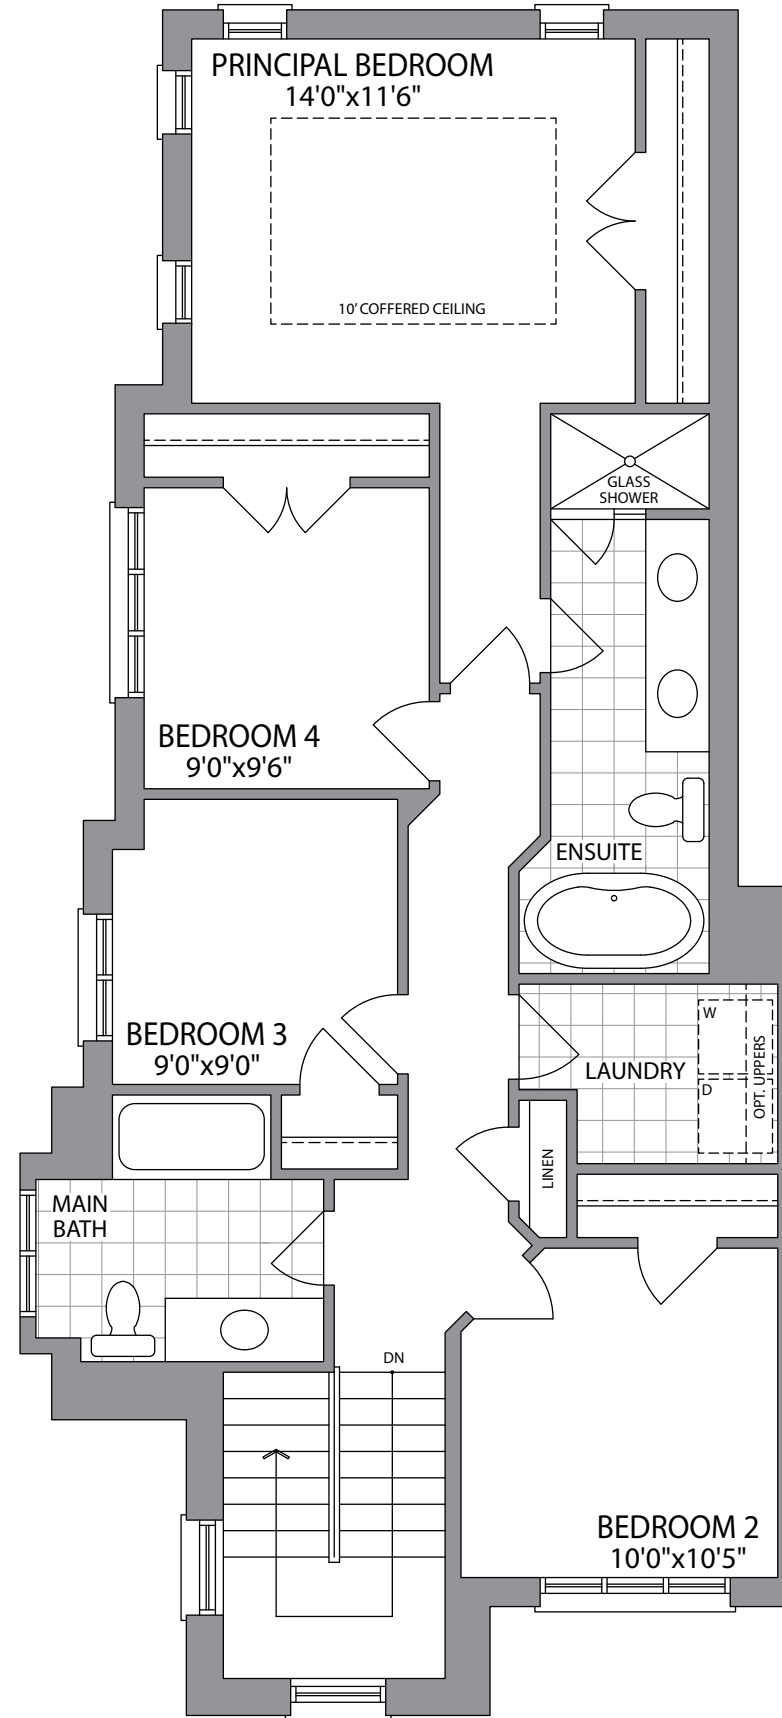 PRINCIPAL BEDROOM
14'0"x11'6"
10' COFFERED CEILING
GLASS
SHOWER
BEDROOM 4
9'0"x9'6"
ENSUITE
BEDROOM 3
9'0"x9'0"
LAUNDRY
W
D
OPT. UPPERS
LINEN
MAIN
BATH
DN
BEDROOM 2
10'0"x10'5"